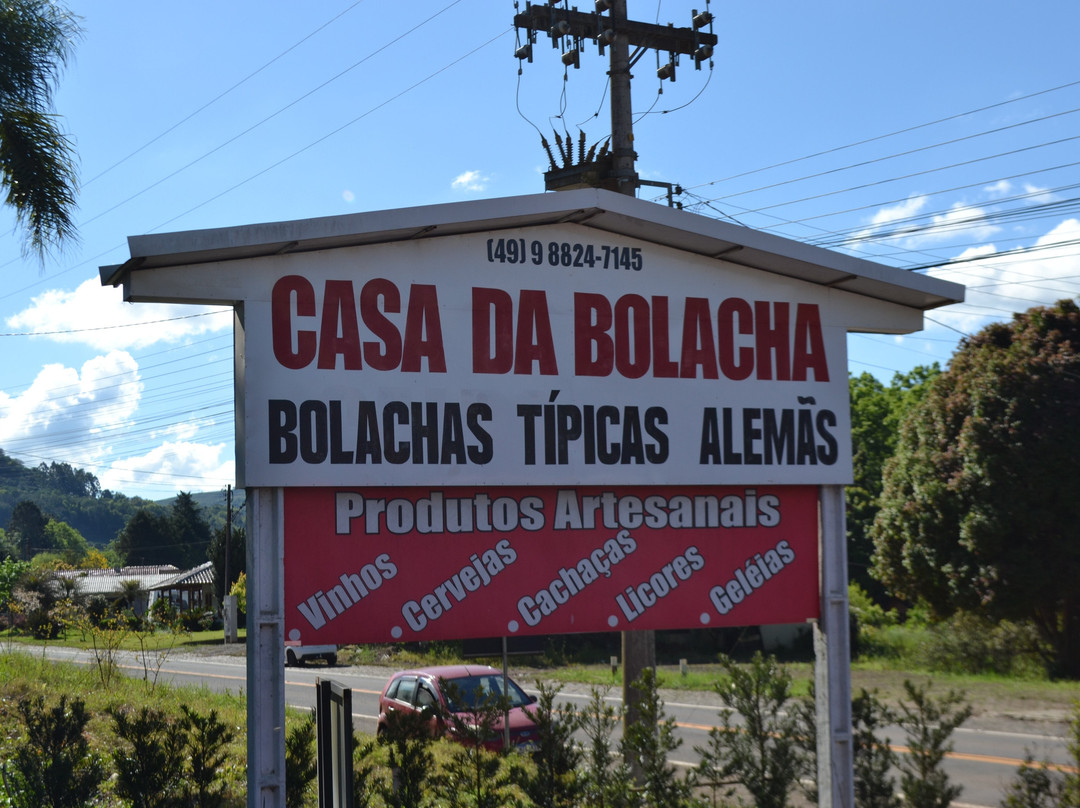 (49) 9 8824-7145
CASA DA BOLACHA
BOLACHAS TÍPICAS ALEMÃS
Produtos Artesanais
• Vinhos
• Cervejas
• Cachaças
• Licores
• Geléias